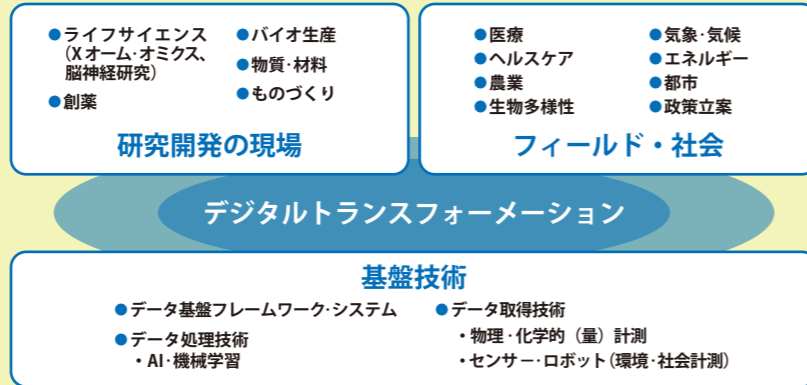 ●ライフサイエンス
（Xオーム・オミクス、
脳神経研究）
●創薬
●バイオ生産
●物質・材料
●ものづくり
研究開発の現場
●医療
●ヘルスケア
●農業
●生物多様性
●気象・気候
●エネルギー
●都市
●政策立案
フィールド・社会
デジタルトランスフォーメーション
基盤技術
●データ基盤フレームワーク・システム
●データ処理技術
・AI・機械学習
●データ取得技術
・物理・化学的（量）計測
・センサー・ロボット（環境・社会計測）